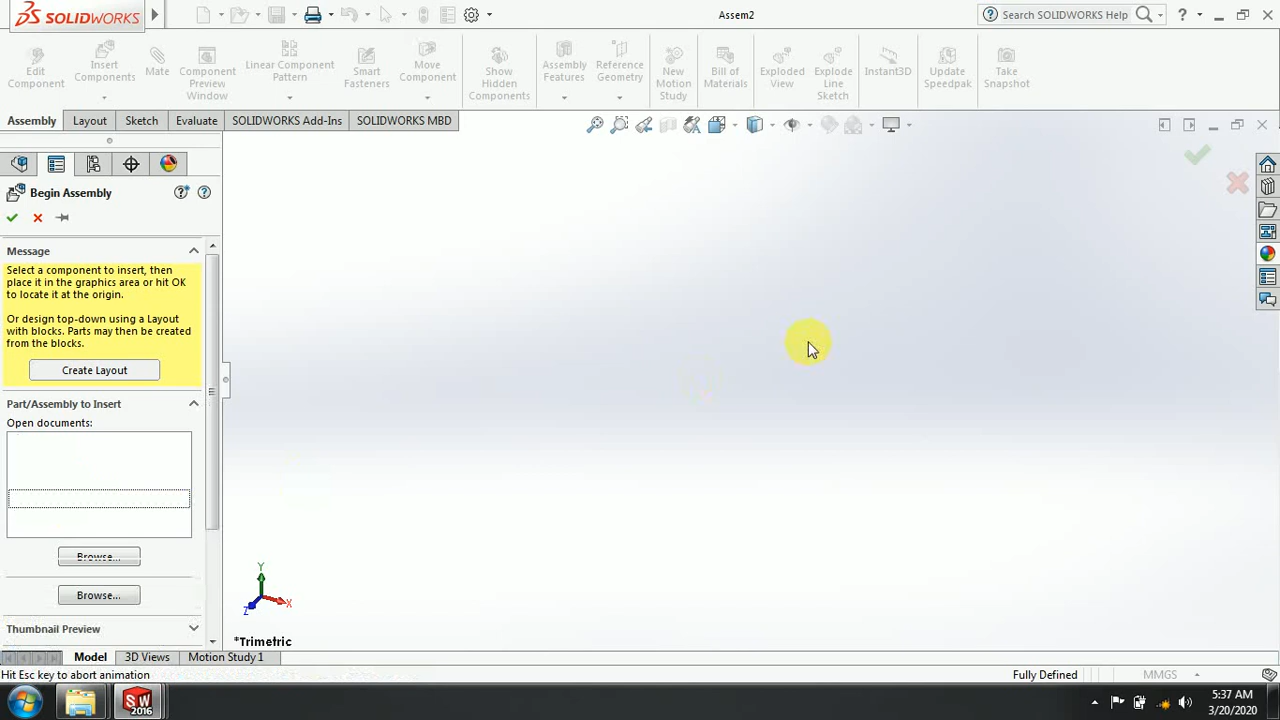 SOLIDWORKS
Assem2
Search SOLIDWORKS Help
Edit Component
Insert Components
Mate
Component Preview Window
Linear Component Pattern
Smart Fasteners
Move Component
Show Hidden Components
Assembly Features
Reference Geometry
New Motion Study
Bill of Materials
Exploded View
Explode Line Sketch
Instant3D
Update Speedpak
Take Snapshot
Assembly
Layout
Sketch
Evaluate
SOLIDWORKS Add-Ins
SOLIDWORKS MBD
Begin Assembly
Message
Select a component to insert, then
place it in the graphics area or hit OK
to locate it at the origin.
Or design top-down using a Layout
with blocks. Parts may then be created
from the blocks.
Create Layout
Part/Assembly to Insert
Open documents:
Browse...
Browse...
Thumbnail Preview
Y
X
Z
*Trimetric
Model
3D Views
Motion Study 1
Hit Esc key to abort animation
Fully Defined
MMGS
SW
2016
5:37 AM
3/20/2020